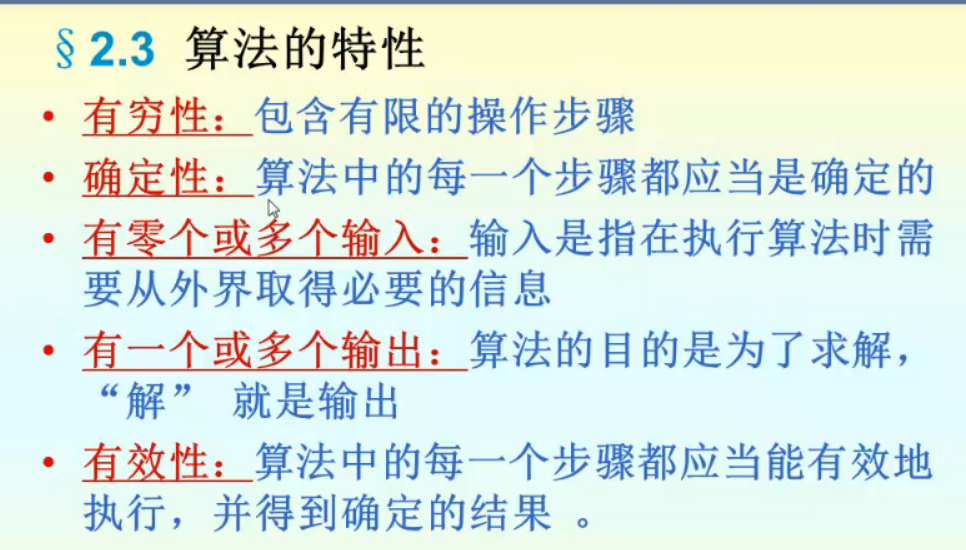 § 2.3 算法的特性
• 有穷性：包含有限的操作步骤
• 确定性：算法中的每一个步骤都应当是确定的
• 有零个或多个输入：输入是指在执行算法时需
要从外界取得必要的信息
• 有一个或多个输出：算法的目的是为了求解，
“解” 就是输出
• 有效性：算法中的每一个步骤都应当能有效地
执行，并得到确定的结果 。